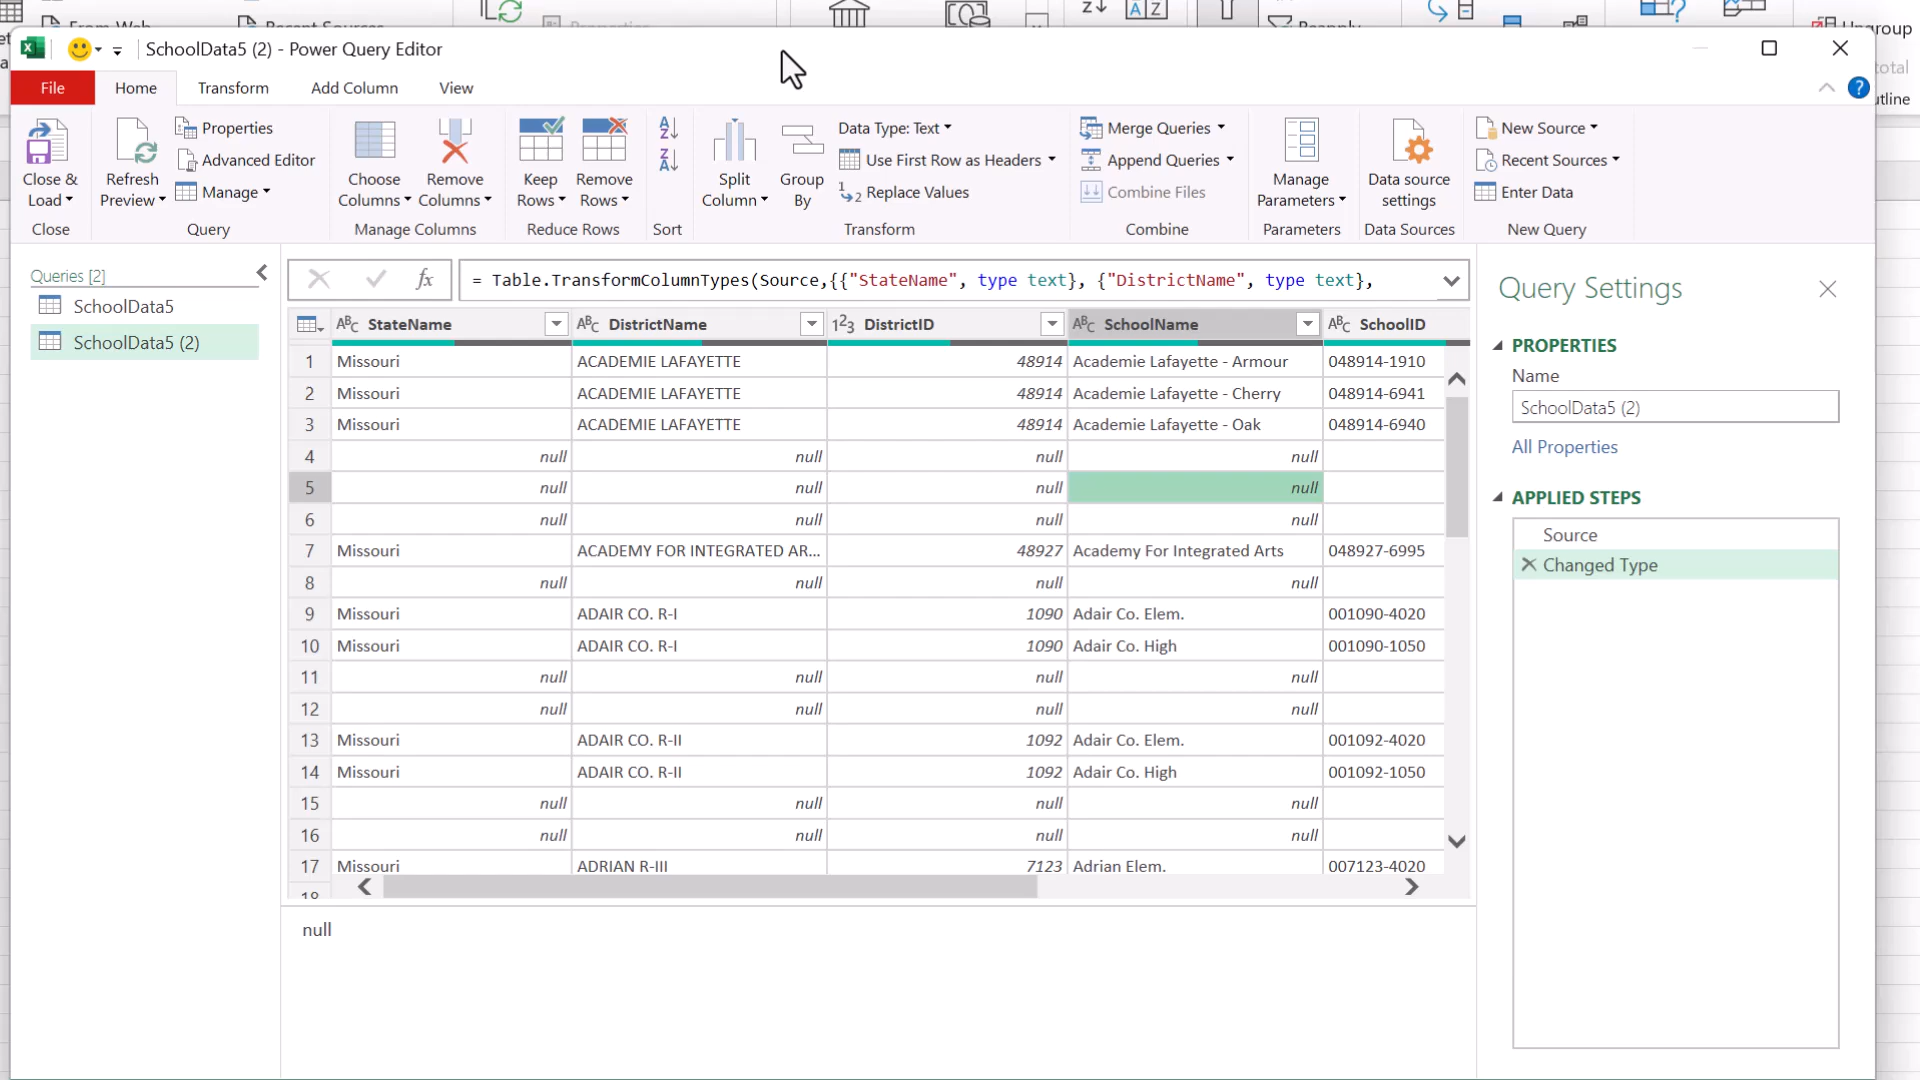 From Web
Recent Sources
Properties
Reapply
Ungroup
SchoolData5 (2) - Power Query Editor
File
Home
Transform
Add Column
View
Close & Load
Close
Refresh Preview
Properties
Advanced Editor
Manage
Query
Choose Columns
Remove Columns
Manage Columns
Keep Rows
Remove Rows
Reduce Rows
Sort
Split Column
Group By
Data Type: Text
Use First Row as Headers
Replace Values
Transform
Merge Queries
Append Queries
Combine Files
Combine
Manage Parameters
Parameters
Data source settings
Data Sources
New Source
Recent Sources
Enter Data
New Query
Queries [2]
SchoolData5
SchoolData5 (2)
= Table.TransformColumnTypes(Source,{{"StateName", type text}, {"DistrictName", type text},
StateName DistrictName DistrictID SchoolName SchoolID
1 Missouri ACADEMIE LAFAYETTE 48914 Academie Lafayette - Armour 048914-1910
2 Missouri ACADEMIE LAFAYETTE 48914 Academie Lafayette - Cherry 048914-6941
3 Missouri ACADEMIE LAFAYETTE 48914 Academie Lafayette - Oak 048914-6940
4 null null null null
5 null null null null
6 null null null null
7 Missouri ACADEMY FOR INTEGRATED AR... 48927 Academy For Integrated Arts 048927-6995
8 null null null null
9 Missouri ADAIR CO. R-I 1090 Adair Co. Elem. 001090-4020
10 Missouri ADAIR CO. R-I 1090 Adair Co. High 001090-1050
11 null null null null
12 null null null null
13 Missouri ADAIR CO. R-II 1092 Adair Co. Elem. 001092-4020
14 Missouri ADAIR CO. R-II 1092 Adair Co. High 001092-1050
15 null null null null
16 null null null null
17 Missouri ADRIAN R-III 7123 Adrian Elem. 007123-4020
18
null
Query Settings
PROPERTIES
Name
SchoolData5 (2)
All Properties
APPLIED STEPS
Source
Changed Type